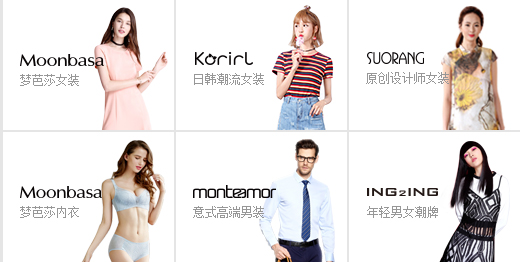 Moonbasa
梦芭莎女装
Korirl
日韩潮流女装
SUORANG
原创设计师女装
Moonbasa
梦芭莎内衣
monteamor
意式高端男装
ING2ING
年轻男女潮牌